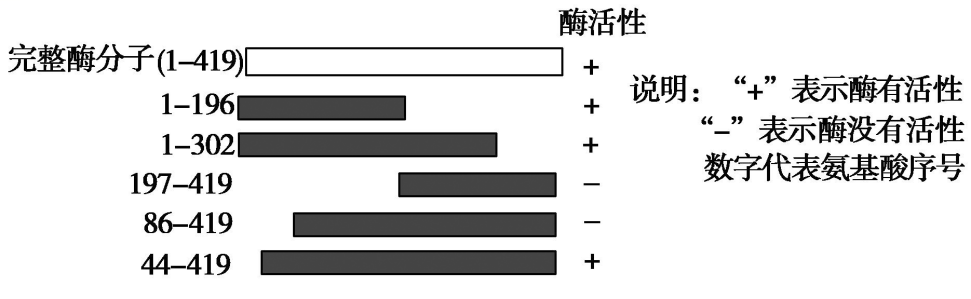 酶活性
完整酶分子(1–419) +
1–196 +
1–302 +
197–419 –
86–419 –
44–419 +
说明：“+”表示酶有活性
“–”表示酶没有活性
数字代表氨基酸序号